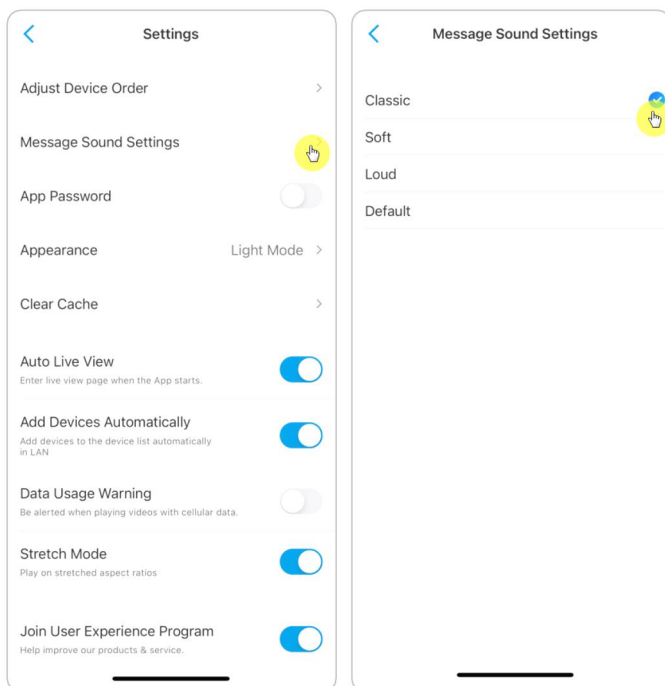 Settings
Adjust Device Order
Message Sound Settings
App Password
Appearance Light Mode
Clear Cache
Auto Live View
Enter live view page when the App starts.
Add Devices Automatically
Add devices to the device list automatically
in LAN
Data Usage Warning
Be alerted when playing videos with cellular data.
Stretch Mode
Play on stretched aspect ratios
Join User Experience Program
Help improve our products & service.
Message Sound Settings
Classic
Soft
Loud
Default